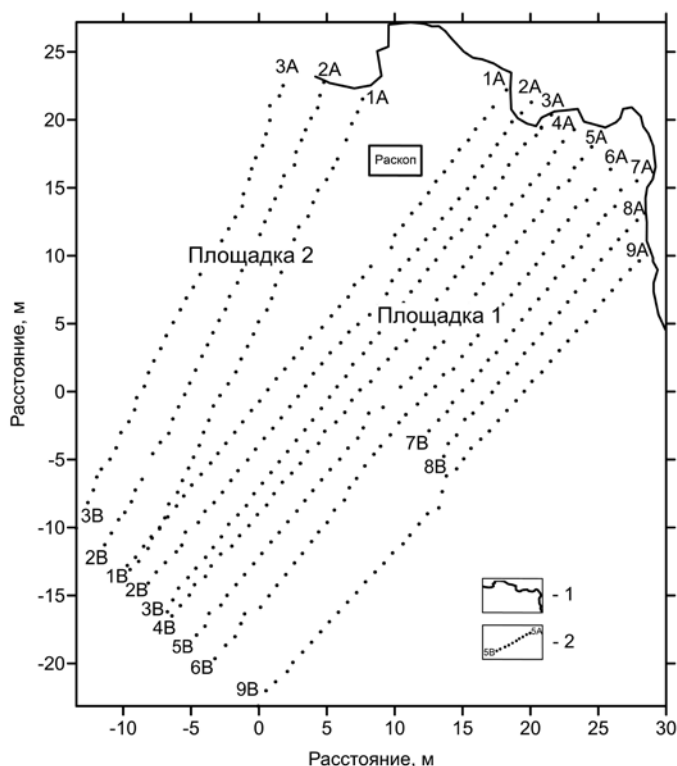 Расстояние, м
25
20
15
10
5
0
-5
-10
-15
-20
3A
2A
1A
1A
2A
3A
4A
5A
6A
7A
8A
9A
Раскоп
Площадка 2
Площадка 1
7B
8B
3B
2B
1B
2B
3B
4B
5B
6B
9B
- 1
5A
5B
- 2
-10 -5 0 5 10 15 20 25 30
Расстояние, м